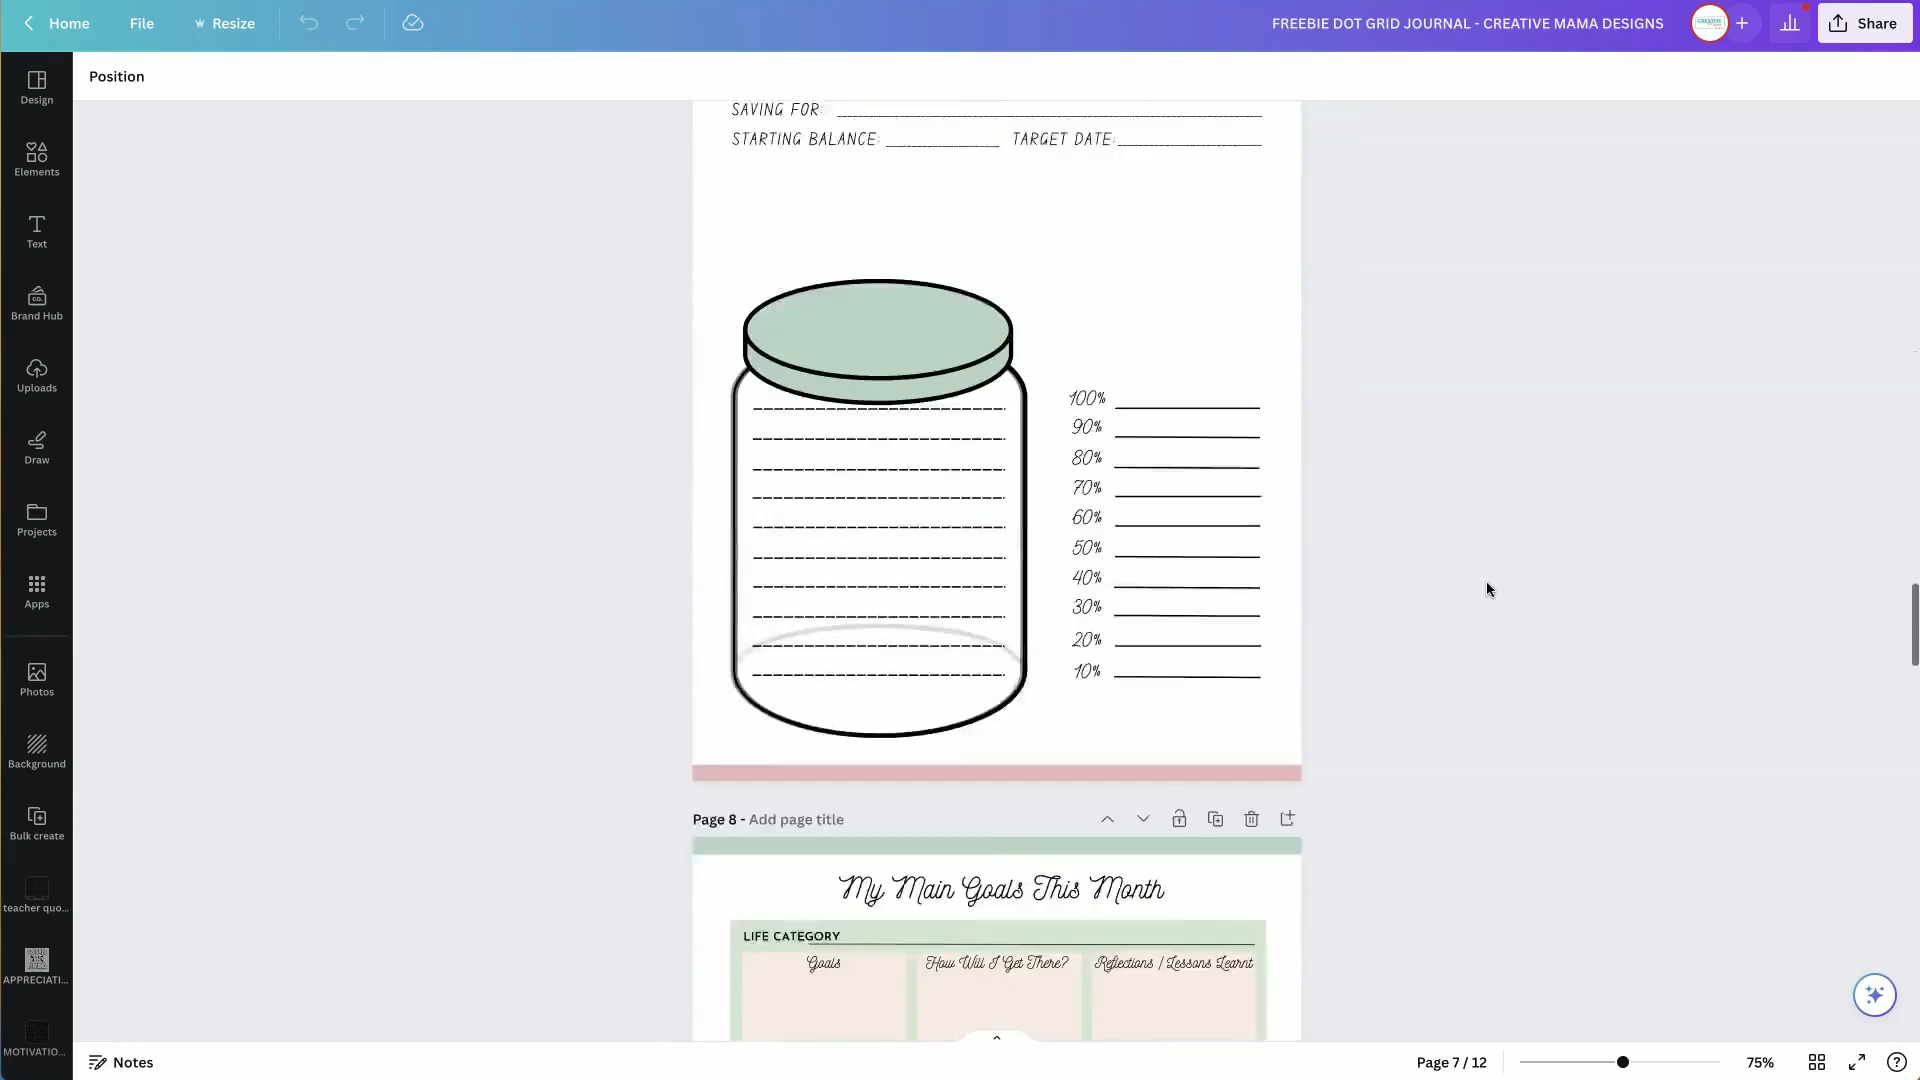 Home File Resize FREEBIE DOT GRID JOURNAL - CREATIVE MAMA DESIGNS Share
Position
Design
Elements
Text
Brand Hub
Uploads
Draw
Projects
Apps
Photos
Background
Bulk create
teacher quo...
APPRECIATI...
MOTIVATIO...
SAVING FOR:
STARTING BALANCE: TARGET DATE:
100%
90%
80%
70%
60%
50%
40%
30%
20%
10%
Page 8 - Add page title
My Main Goals This Month
LIFE CATEGORY
Goals How Will I Get There? Reflections / Lessons Learnt
Notes Page 7 / 12 75%